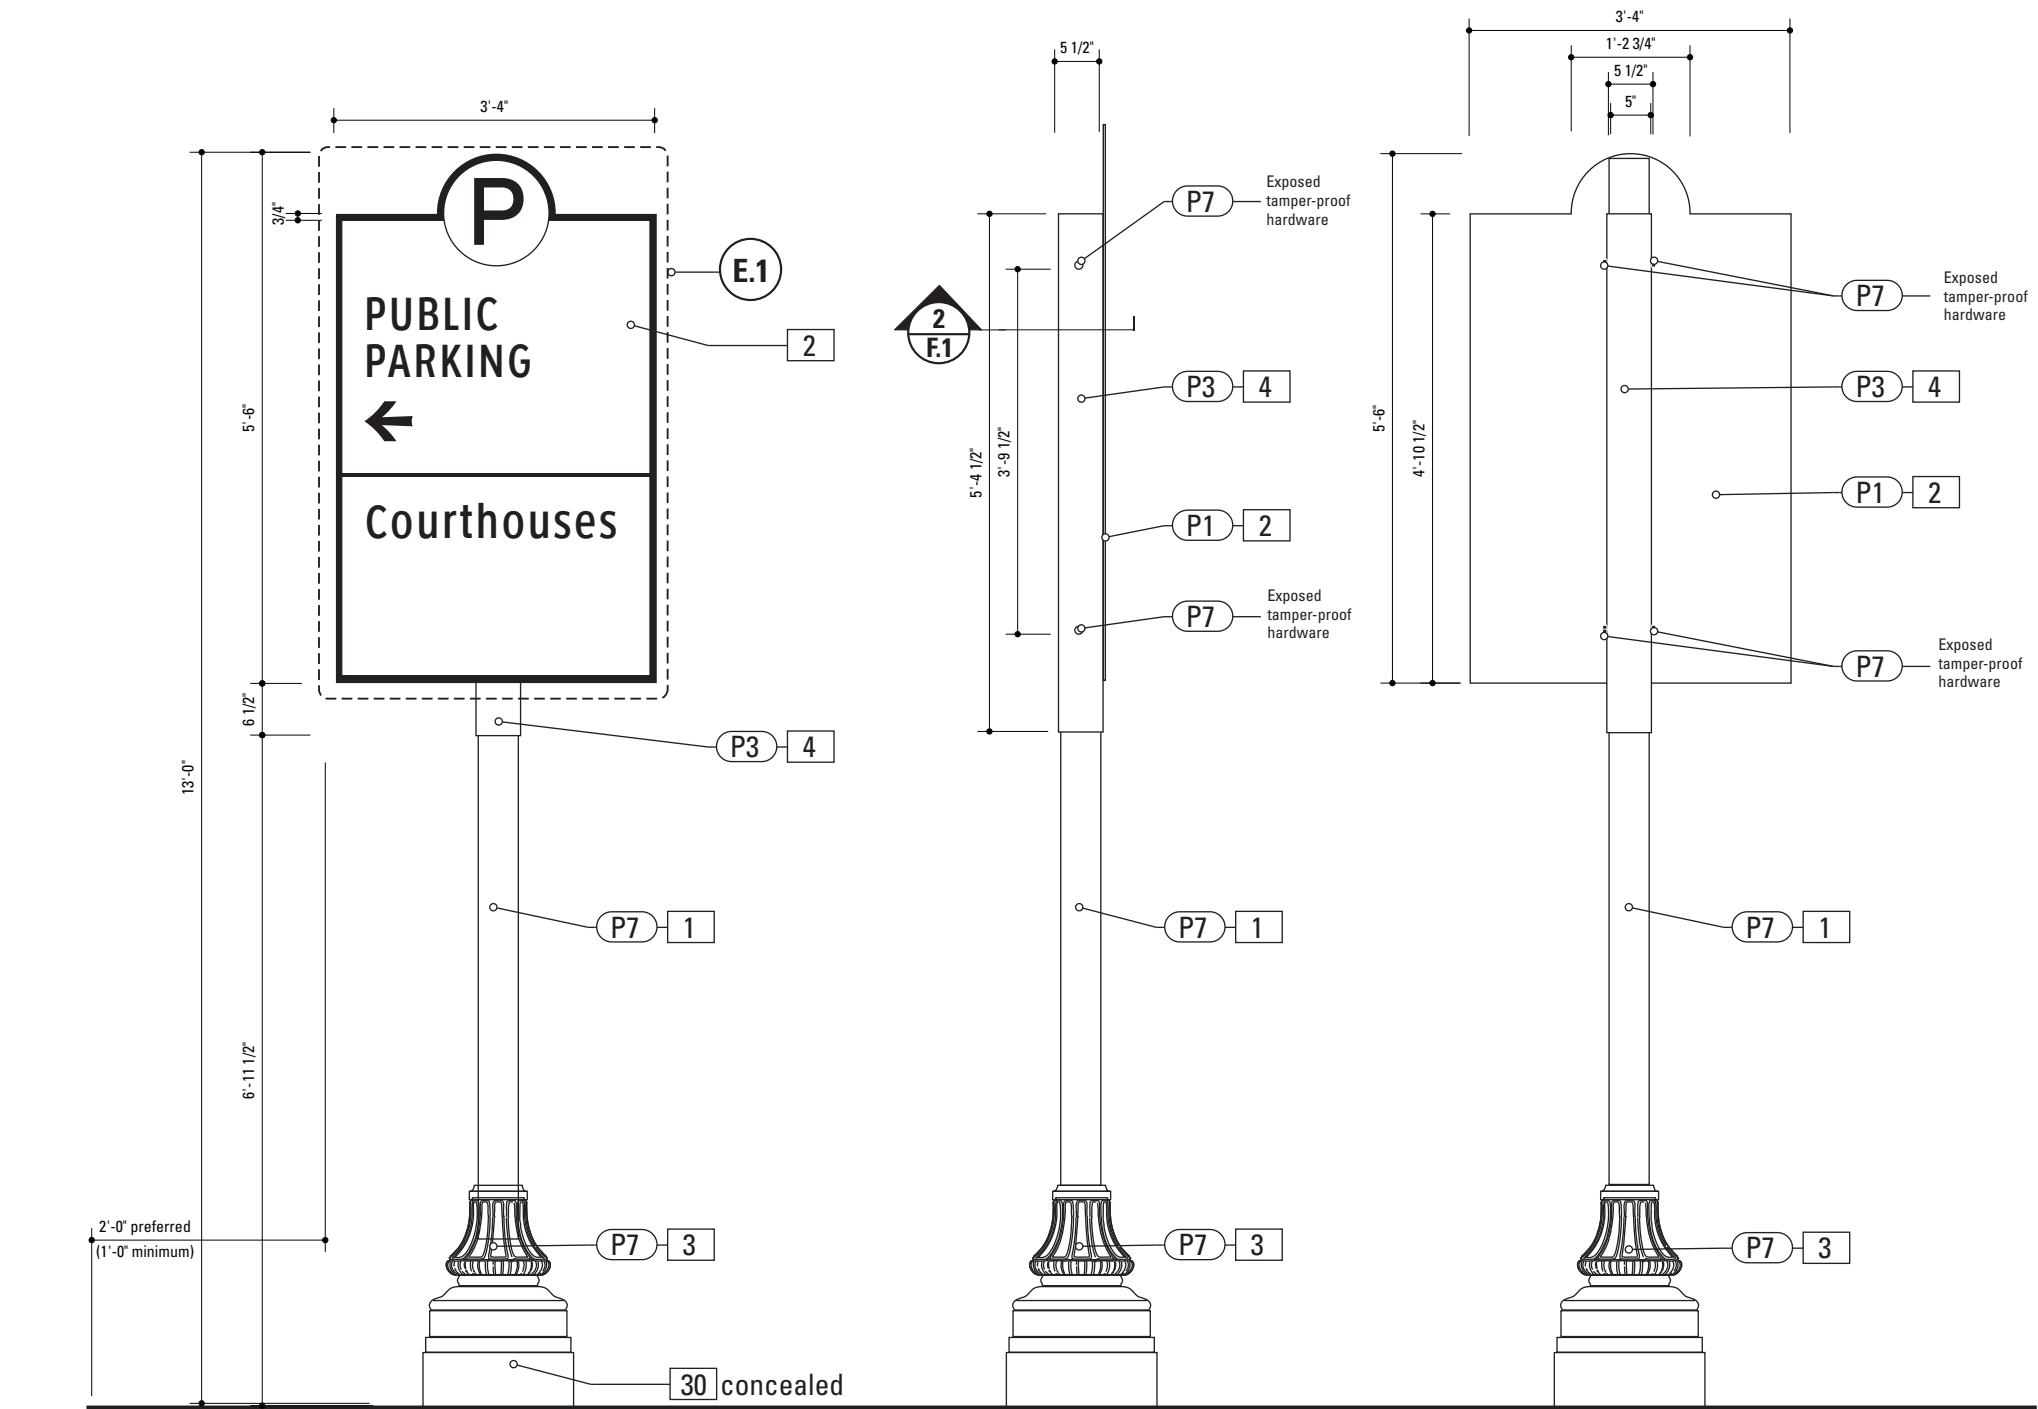 3'-4"
3/4"
5'-6"
6 1/2"
13'-0"
6'-11 1/2"
2'-0" preferred
(1'-0" minimum)
P
PUBLIC
PARKING
Courthouses
E.1
2
P3 4
P7 1
P7 3
30 concealed
5 1/2"
2
F.1
5'-4 1/2"
3'-9 1/2"
P7
Exposed
tamper-proof
hardware
P3 4
P1 2
P7
Exposed
tamper-proof
hardware
P7 1
P7 3
3'-4"
1'-2 3/4"
5 1/2"
5"
5'-6"
4'-10 1/2"
P7
Exposed
tamper-proof
hardware
P3 4
P1 2
P7
Exposed
tamper-proof
hardware
P7 1
P7 3